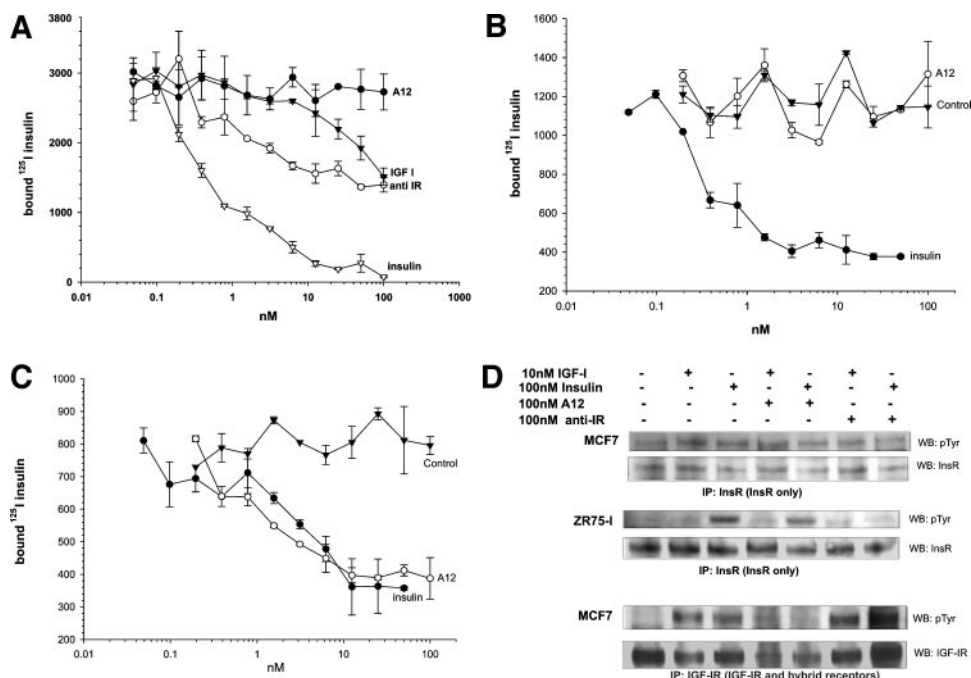 A
bound 125I insulin
3800
3000
2000
1000
0
0.01
0.1
1
10
100
1000
nM
A12
IGF I
anti IR
insulin
B
bound 125I insulin
1600
1400
1200
1000
800
600
400
200
0.01
0.1
1
10
100
nM
A12
Control
insulin
C
bound 125I insulin
1000
900
800
700
600
500
400
300
200
0.01
0.1
1
10
100
nM
Control
A12
insulin
D
10nM IGF-I - + - + - + -
100nM Insulin - - + - + - +
100nM A12 - - - + + - -
100nM anti-IR - - - - - + +
MCF7
WB: pTyr
WB: InsR
IP: InsR (InsR only)
ZR75-I
WB: pTyr
WB: InsR
IP: InsR (InsR only)
MCF7
WB: pTyr
WB: IGF-IR
IP: IGF-IR (IGF-IR and hybrid receptors)